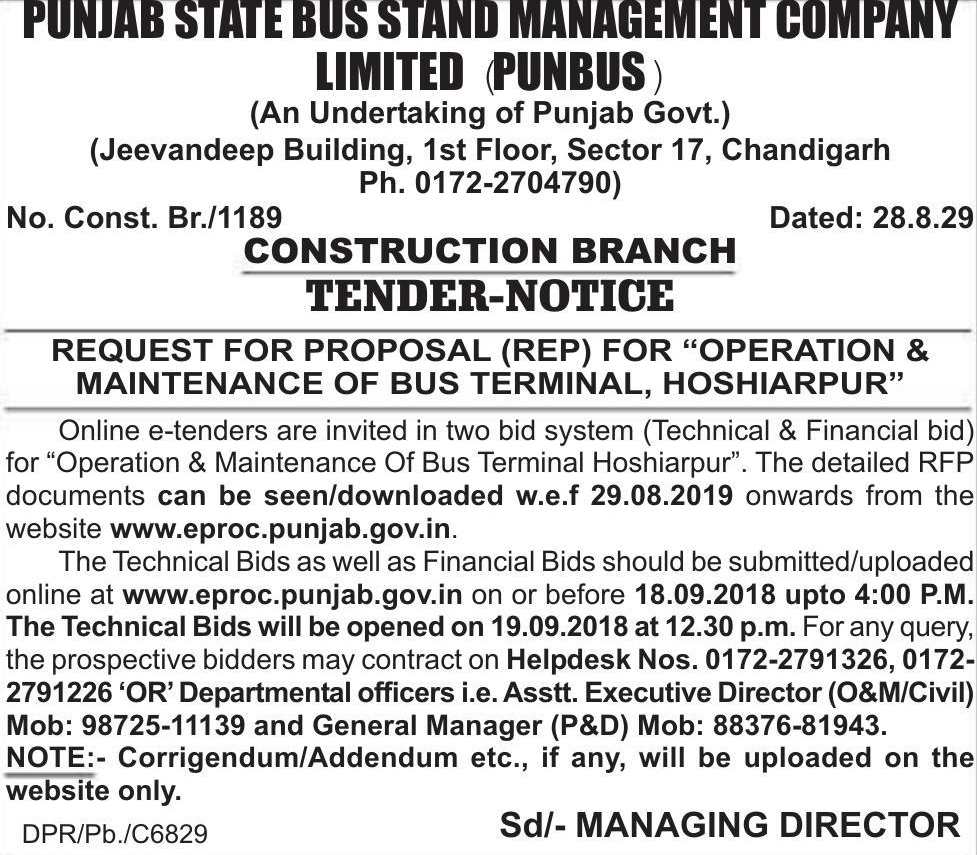 PUNJAB STATE BUS STAND MANAGEMENT COMPANY
LIMITED (PUNBUS)
(An Undertaking of Punjab Govt.)
(Jeevandeep Building, 1st Floor, Sector 17, Chandigarh
Ph. 0172-2704790)
No. Const. Br./1189 Dated: 28.8.29
CONSTRUCTION BRANCH
TENDER-NOTICE
REQUEST FOR PROPOSAL (REP) FOR “OPERATION &
MAINTENANCE OF BUS TERMINAL, HOSHIARPUR”
Online e-tenders are invited in two bid system (Technical & Financial bid)
for “Operation & Maintenance Of Bus Terminal Hoshiarpur”. The detailed RFP
documents can be seen/downloaded w.e.f 29.08.2019 onwards from the
website www.eproc.punjab.gov.in.
The Technical Bids as well as Financial Bids should be submitted/uploaded
online at www.eproc.punjab.gov.in on or before 18.09.2018 upto 4:00 P.M.
The Technical Bids will be opened on 19.09.2018 at 12.30 p.m. For any query,
the prospective bidders may contract on Helpdesk Nos. 0172-2791326, 0172-
2791226 ‘OR’ Departmental officers i.e. Asstt. Executive Director (O&M/Civil)
Mob: 98725-11139 and General Manager (P&D) Mob: 88376-81943.
NOTE:- Corrigendum/Addendum etc., if any, will be uploaded on the
website only.
DPR/Pb./C6829 Sd/- MANAGING DIRECTOR